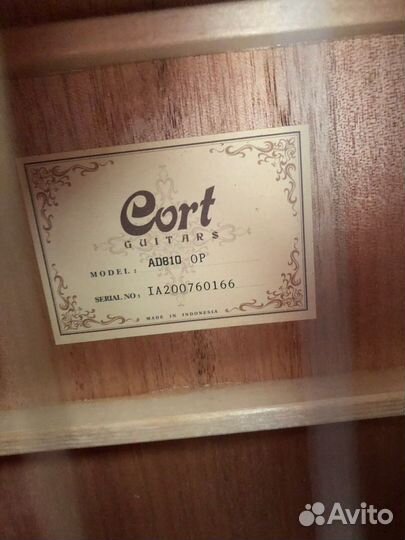 Cort
GUITARS
MODEL: AD810 OP
SERIAL NO: IA200760166
MADE IN INDONESIA
Avito